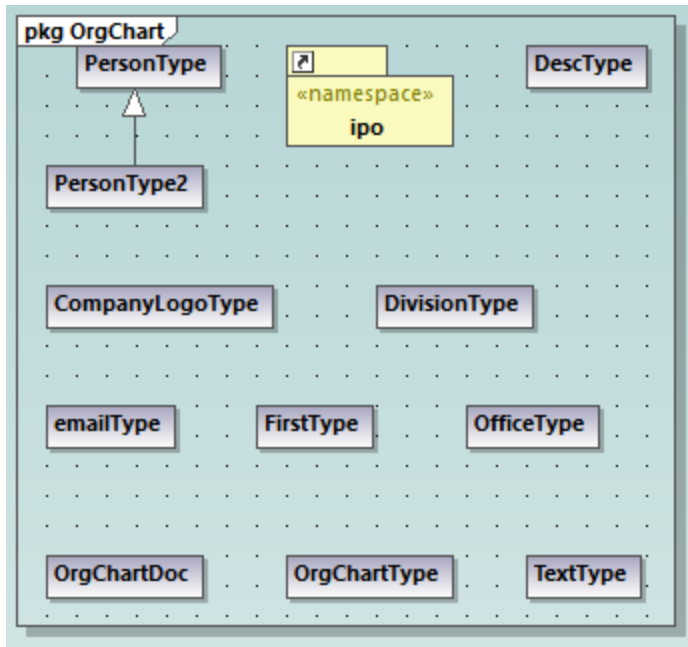 pkg OrgChart
PersonType
DescType
«namespace»
ipo
PersonType2
CompanyLogoType
DivisionType
emailType
FirstType
OfficeType
OrgChartDoc
OrgChartType
TextType